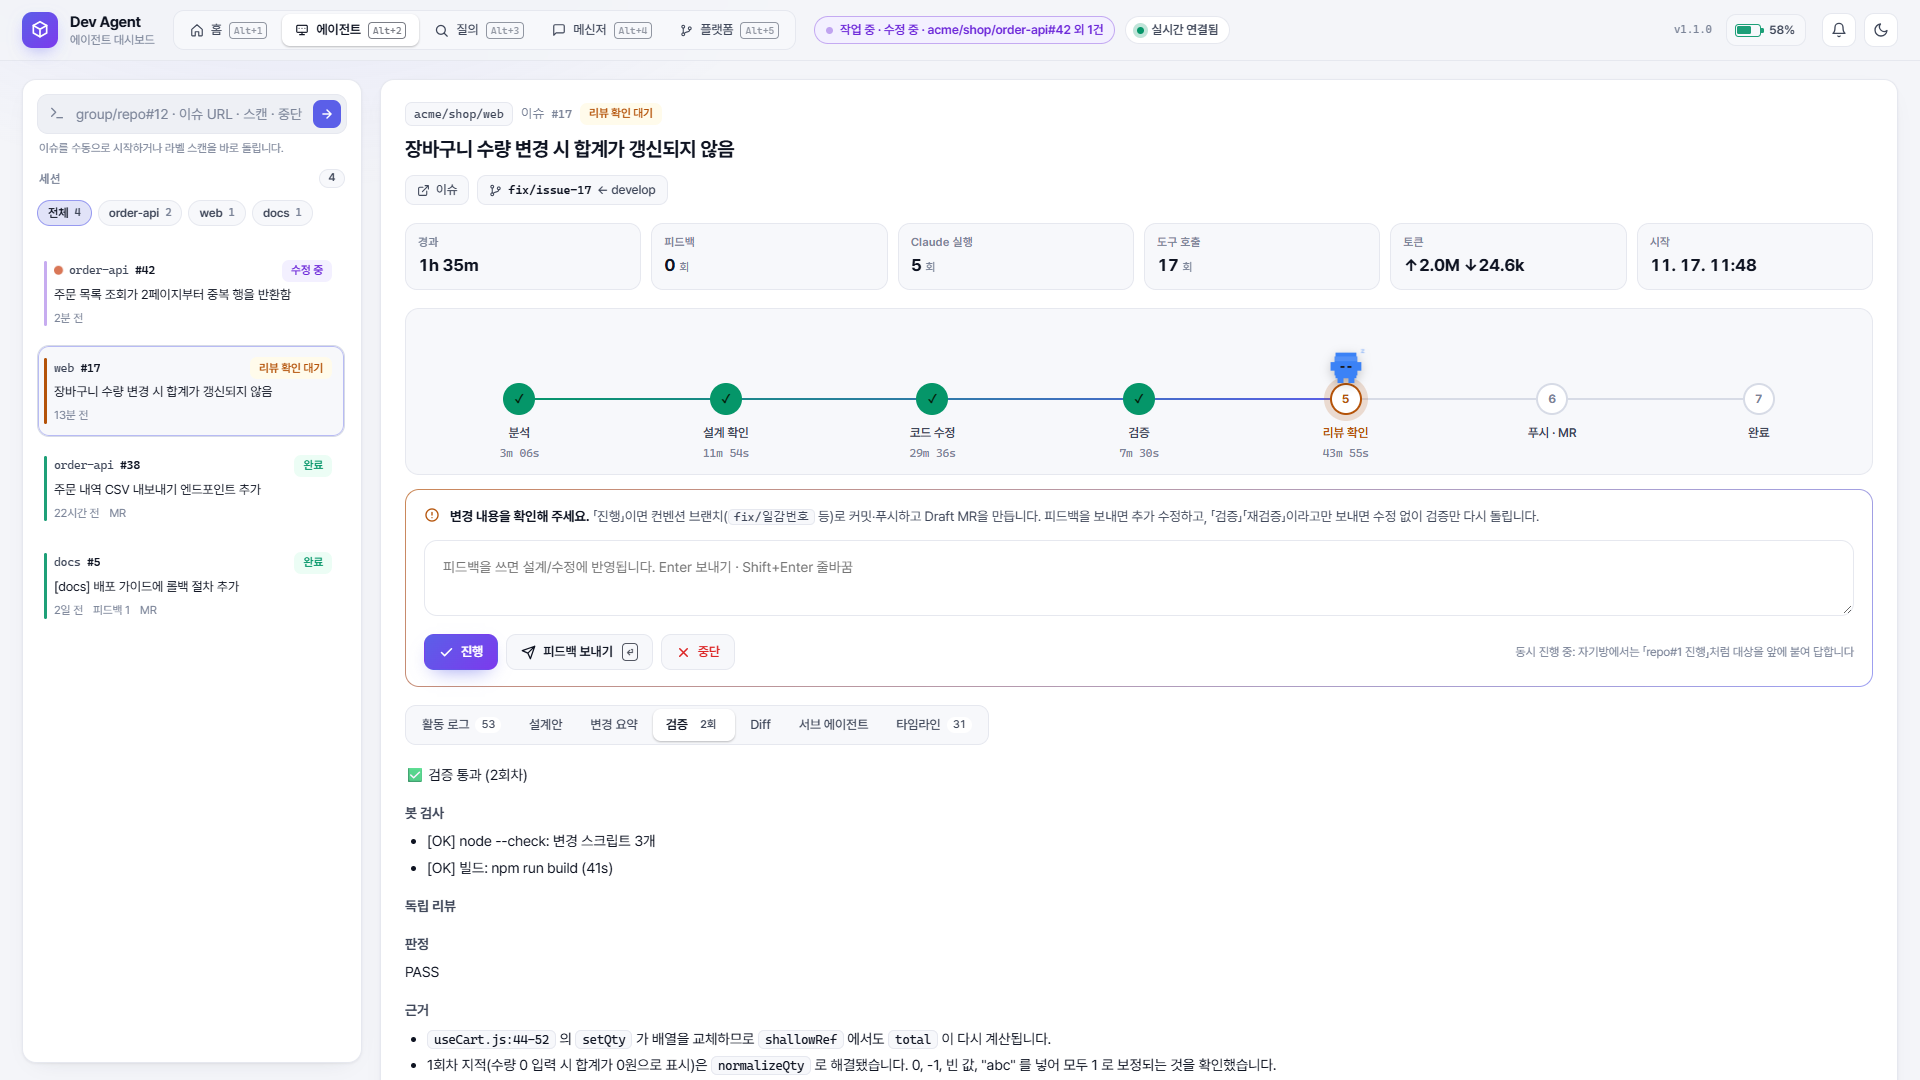 Dev Agent
에이전트 대시보드
홈 Alt+1
에이전트 Alt+2
질의 Alt+3
메신저 Alt+4
플랫폼 Alt+5
작업 중 · 수정 중 · acme/shop/order-api#42 외 1건
실시간 연결됨
v1.1.0
58%
group/repo#12 · 이슈 URL · 스캔 · 중단
이슈를 수동으로 시작하거나 라벨 스캔을 바로 돌립니다.
세션 4
전체 4 order-api 2 web 1 docs 1
order-api #42 수정 중
주문 목록 조회가 2페이지부터 중복 행을 반환함
2분 전
web #17 리뷰 확인 대기
장바구니 수량 변경 시 합계가 갱신되지 않음
13분 전
order-api #38 완료
주문 내역 CSV 내보내기 엔드포인트 추가
22시간 전 MR
docs #5 완료
[docs] 배포 가이드에 롤백 절차 추가
2일 전 피드백 1 MR
acme/shop/web 이슈 #17 리뷰 확인 대기
장바구니 수량 변경 시 합계가 갱신되지 않음
이슈 fix/issue-17 ← develop
경과
1h 35m
피드백
0 회
Claude 실행
5 회
도구 호출
17 회
토큰
↑2.0M ↓24.6k
시작
11. 17. 11:48
✓ ✓ ✓ ✓ 5 6 7
분석 설계 확인 코드 수정 검증 리뷰 확인 푸시 · MR 완료
3m 06s 11m 54s 29m 36s 7m 30s 43m 55s
변경 내용을 확인해 주세요. 「진행」이면 컨벤션 브랜치( fix/일감번호 등)로 커밋·푸시하고 Draft MR을 만듭니다. 피드백을 보내면 추가 수정하고, 「검증」「재검증」이라고만 보내면 수정 없이 검증만 다시 돌립니다.
피드백을 쓰면 설계/수정에 반영됩니다. Enter 보내기 · Shift+Enter 줄바꿈
진행 피드백 보내기 중단
동시 진행 중: 자기방에서는 「repo#1 진행」처럼 대상을 앞에 붙여 답합니다
활동 로그 53 설계안 변경 요약 검증 2회 Diff 서브 에이전트 타임라인 31
✅ 검증 통과 (2회차)
봇 검사
• [OK] node --check: 변경 스크립트 3개
• [OK] 빌드: npm run build (41s)
독립 리뷰
판정
PASS
근거
• useCart.js:44-52 의 setQty 가 배열을 교체하므로 shallowRef 에서도 total 이 다시 계산됩니다.
• 1회차 지적(수량 0 입력 시 합계가 0원으로 표시)은 normalizeQty 로 해결됐습니다. 0, -1, 빈 값, "abc" 를 넣어 모두 1 로 보정되는 것을 확인했습니다.